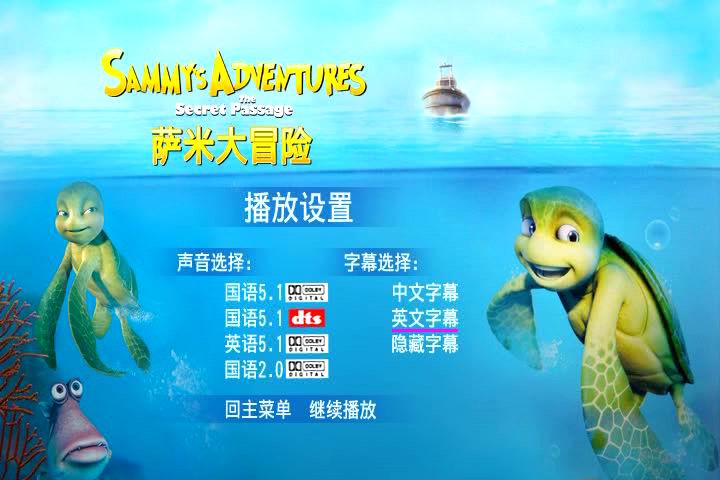 SAMMY'S ADVENTURES
The
Secret Passage
萨米大冒险
播放设置
声音选择: 字幕选择:
国语5.1 DOLBY DIGITAL 中文字幕
国语5.1 dts 英文字幕
英语5.1 DOLBY DIGITAL 隐藏字幕
国语2.0 DOLBY DIGITAL
回主菜单 继续播放